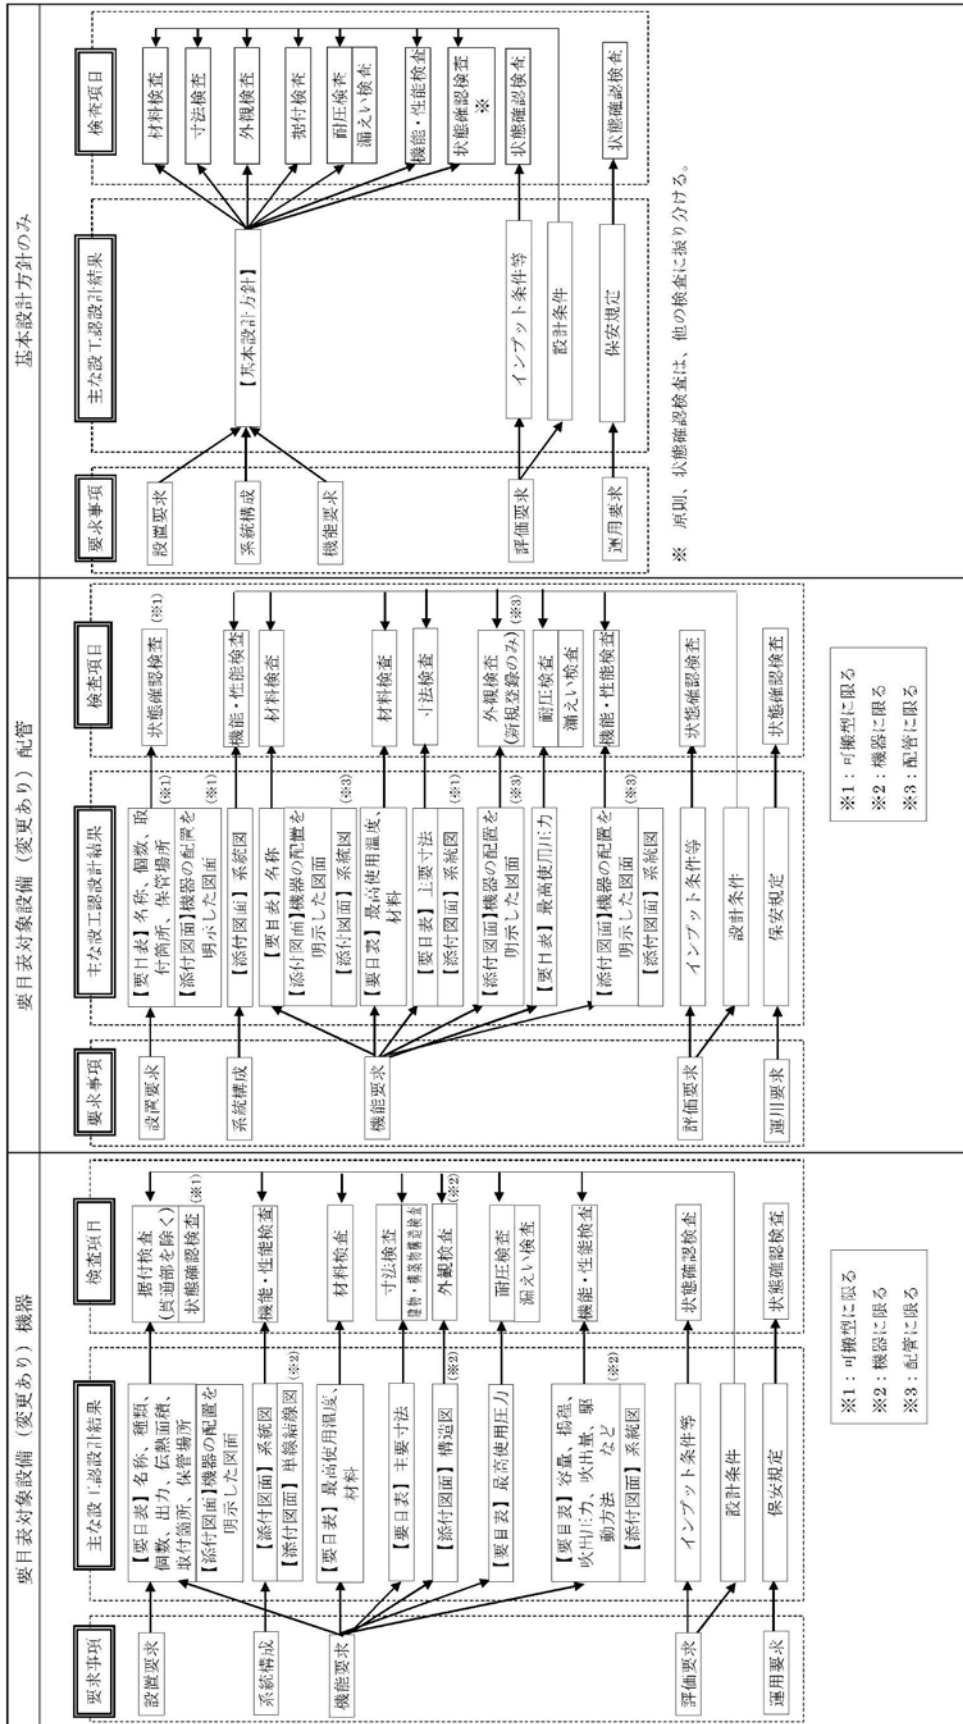 要目表対象設備（変更あり）機器
要求事項
主な設工認設計結果
検査項目
設置要求
系統構成
機能要求
評価要求
運用要求
【要目表】名称、種類、
個数、出力、伝熱面積、
取付箇所、保管場所
【添付図面】機器の配置を
明示した図面
【添付図面】系統図
【添付図面】単線結線図
(※2)
【要目表】最高使用温度、
材料
【要目表】主要寸法
【添付図面】構造図
(※2)
【要目表】最高使用圧力
【要目表】容量、揚程、
吹出圧力、吹出量、駆
動方法　など
【添付図面】系統図
(※2)
インプット条件等
設計条件
保安規定
据付検査
(貫通部を除く)
状態確認検査
(※1)
機能・性能検査
材料検査
寸法検査
建物・構築物構造検査
外観検査
(※2)
耐圧検査
漏えい検査
機能・性能検査
状態確認検査
状態確認検査
※1：可搬型に限る
※2：機器に限る
※3：配管に限る
要目表対象設備（変更あり）配管
要求事項
主な設工認設計結果
検査項目
設置要求
系統構成
機能要求
評価要求
運用要求
【要目表】名称、個数、取
付箇所、保管場所
(※1)
【添付図面】機器の配置を
明示した図面
(※1)
【添付図面】系統図
【要目表】名称
【添付図面】機器の配置を
明示した図面
【添付図面】系統図
(※3)
【要目表】最高使用温度、
材料
【要目表】主要寸法
【添付図面】系統図
(※1)
【添付図面】機器の配置を
明示した図面
(※3)
【要目表】最高使用圧力
【添付図面】機器の配置を
明示した図面
【添付図面】系統図
(※3)
インプット条件等
設計条件
保安規定
状態確認検査
(※1)
機能・性能検査
材料検査
材料検査
寸法検査
外観検査
(新規登録のみ)
(※3)
耐圧検査
漏えい検査
機能・性能検査
状態確認検査
状態確認検査
※1：可搬型に限る
※2：機器に限る
※3：配管に限る
基本設計方針のみ
要求事項
主な設工認設計結果
検査項目
設置要求
系統構成
機能要求
評価要求
運用要求
【基本設計方針】
インプット条件等
設計条件
保安規定
材料検査
寸法検査
外観検査
据付検査
耐圧検査
漏えい検査
機能・性能検査
状態確認検査
※
状態確認検査
状態確認検査
※　原則、状態確認検査は、他の検査に振り分ける。